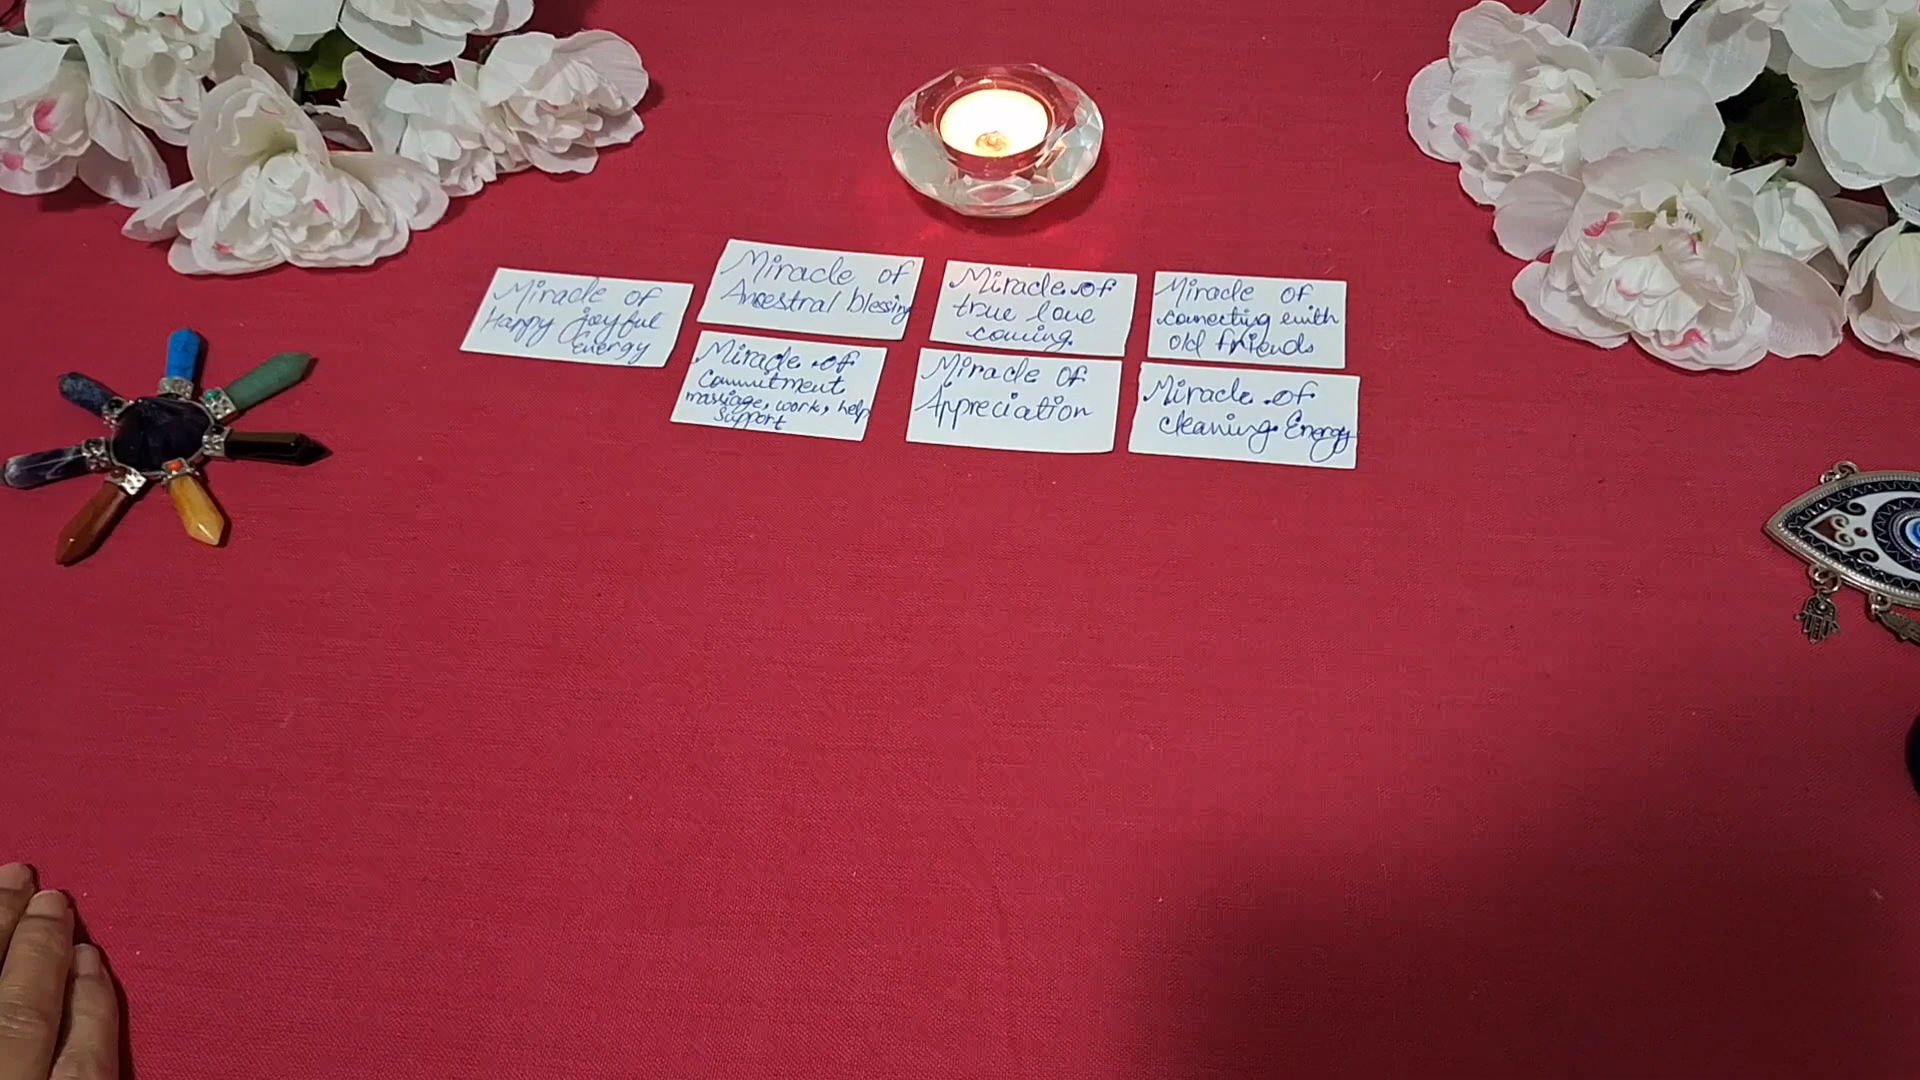 Miracle of
Happy joyful
Energy
Miracle of
Ancestral blessing
Miracle of
true love
coming.
Miracle of
connecting with
old friends
Miracle of
Commitment
massiage, work, help
Support
Miracle of
Appreciation
Miracle of
cleaning Energy